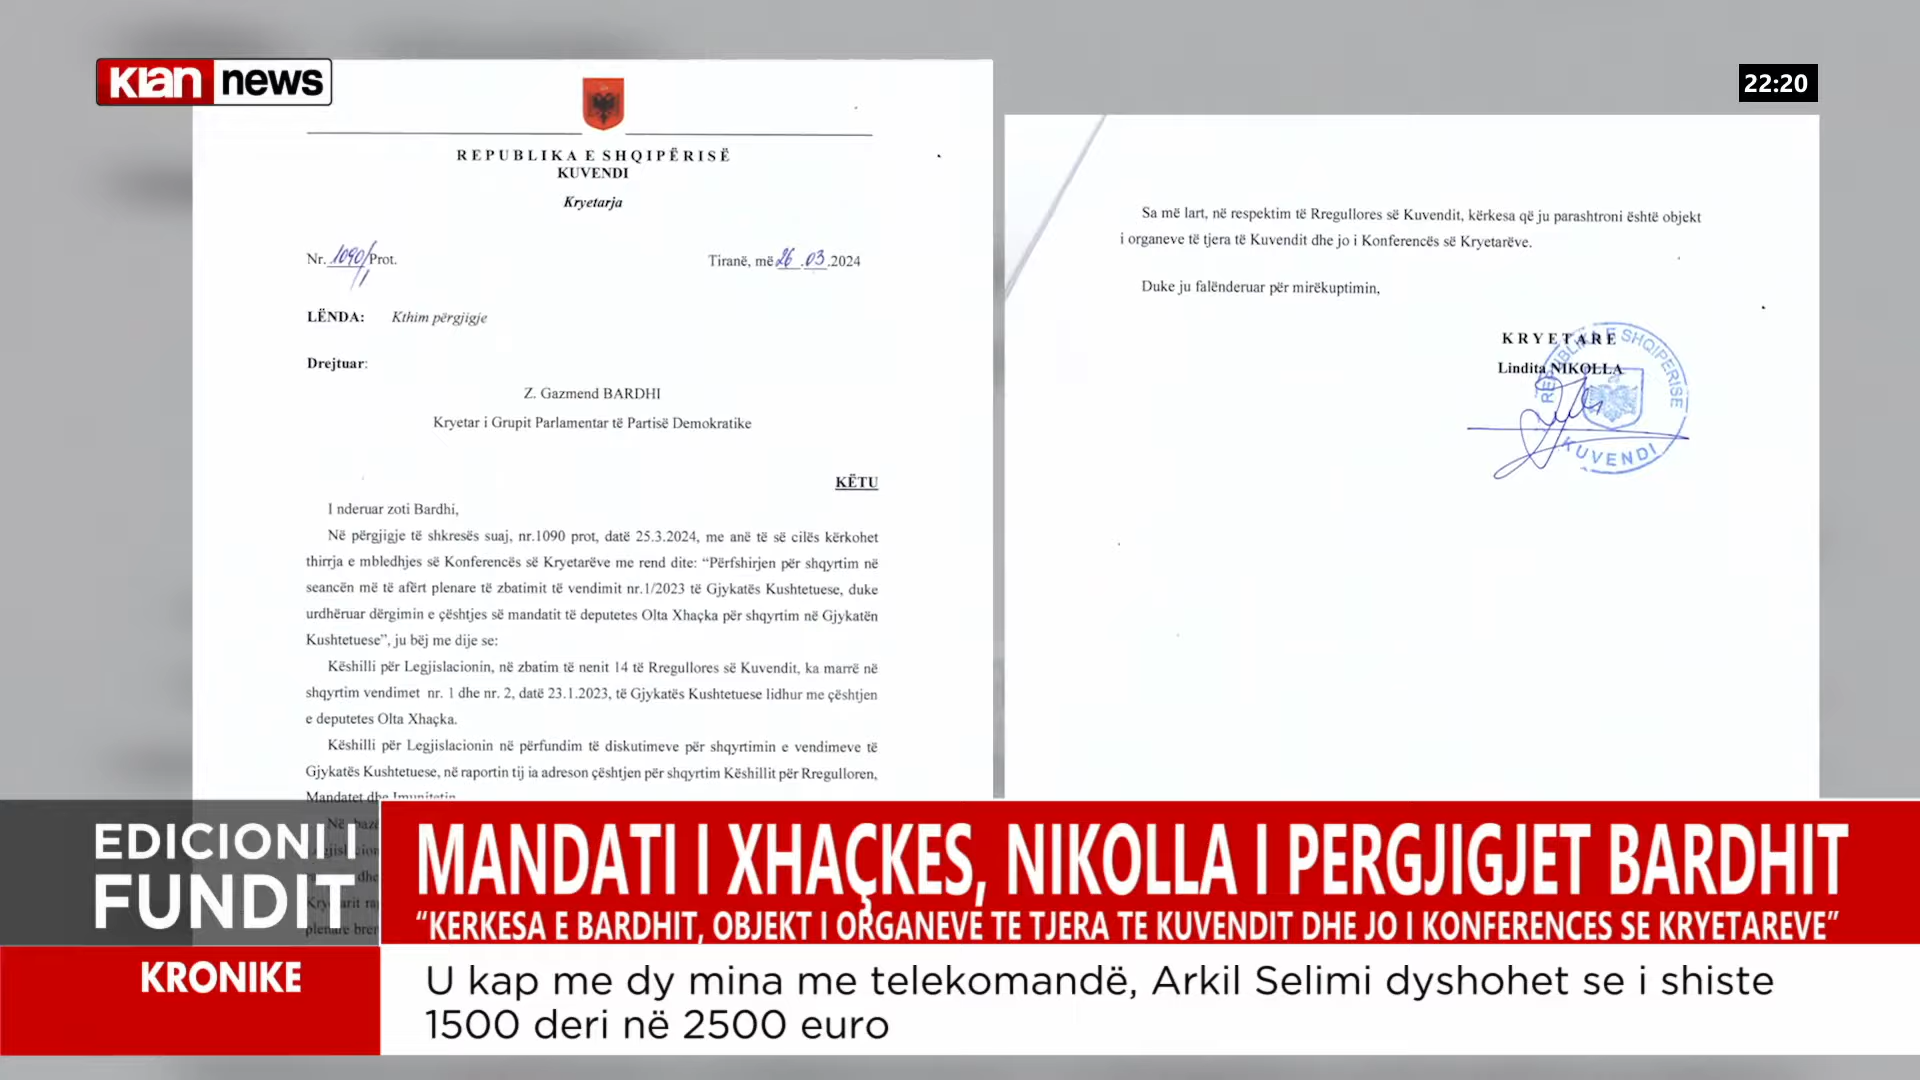 Klan news
22:20
REPUBLIKA E SHQIPËRISË
KUVENDI
Kryetarja
Nr. 1090/1 Prot.
Tiranë, më 26.03.2024
LËNDA: Kthim përgjigje
Drejtuar:
Z. Gazmend BARDHI
Kryetar i Grupit Parlamentar të Partisë Demokratike
KËTU
I nderuar zoti Bardhi,
Në përgjigje të shkresës suaj, nr.1090 prot, datë 25.3.2024, me anë të së cilës kërkohet
thirrja e mbledhjes së Konferencës së Kryetarëve me rend dite: “Përfshirjen për shqyrtim në
seancën më të afërt plenare të zbatimit të vendimit nr.1/2023 të Gjykatës Kushtetuese, duke
urdhëruar dërgimin e çështjes së mandatit të deputetes Olta Xhaçka për shqyrtim në Gjykatën
Kushtetuese”, ju bëj me dije se:
Këshilli për Legjislacionin, në zbatim të nenit 14 të Rregullores së Kuvendit, ka marrë në
shqyrtim vendimet nr. 1 dhe nr. 2, datë 23.1.2023, të Gjykatës Kushtetuese lidhur me çështjen
e deputetes Olta Xhaçka.
Këshilli për Legjislacionin në përfundim të diskutimeve për shqyrtimin e vendimeve të
Gjykatës Kushtetuese, në raportin tij ia adreson çështjen për shqyrtim Këshillit për Rregulloren,
Mandatet dhe Imunitetin
Sa më lart, në respektim të Rregullores së Kuvendit, kërkesa që ju parashtroni është objekt
i organeve të tjera të Kuvendit dhe jo i Konferencës së Kryetarëve.
Duke ju falënderuar për mirëkuptimin,
KRYETARE
Lindita NIKOLLA
REPUBLIKA E SHQIPERISE
KUVENDI
EDICIONI I
FUNDIT
MANDATI I XHAÇKES, NIKOLLA I PERGJIGJET BARDHIT
“KERKESA E BARDHIT, OBJEKT I ORGANEVE TE TJERA TE KUVENDIT DHE JO I KONFERENCES SE KRYETAREVE”
KRONIKE
U kap me dy mina me telekomandë, Arkil Selimi dyshohet se i shiste
1500 deri në 2500 euro